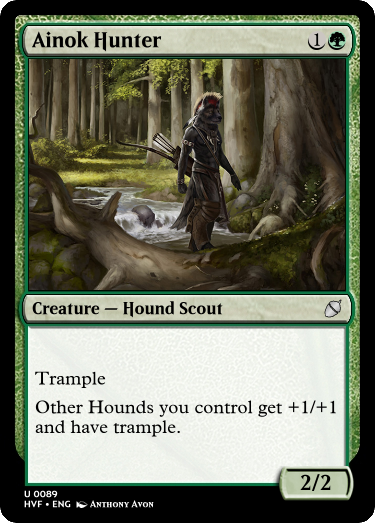 Ainok Hunter 1
Creature — Hound Scout
Trample
Other Hounds you control get +1/+1
and have trample.
2/2
U 0089
HVF • ENG Anthony Avon